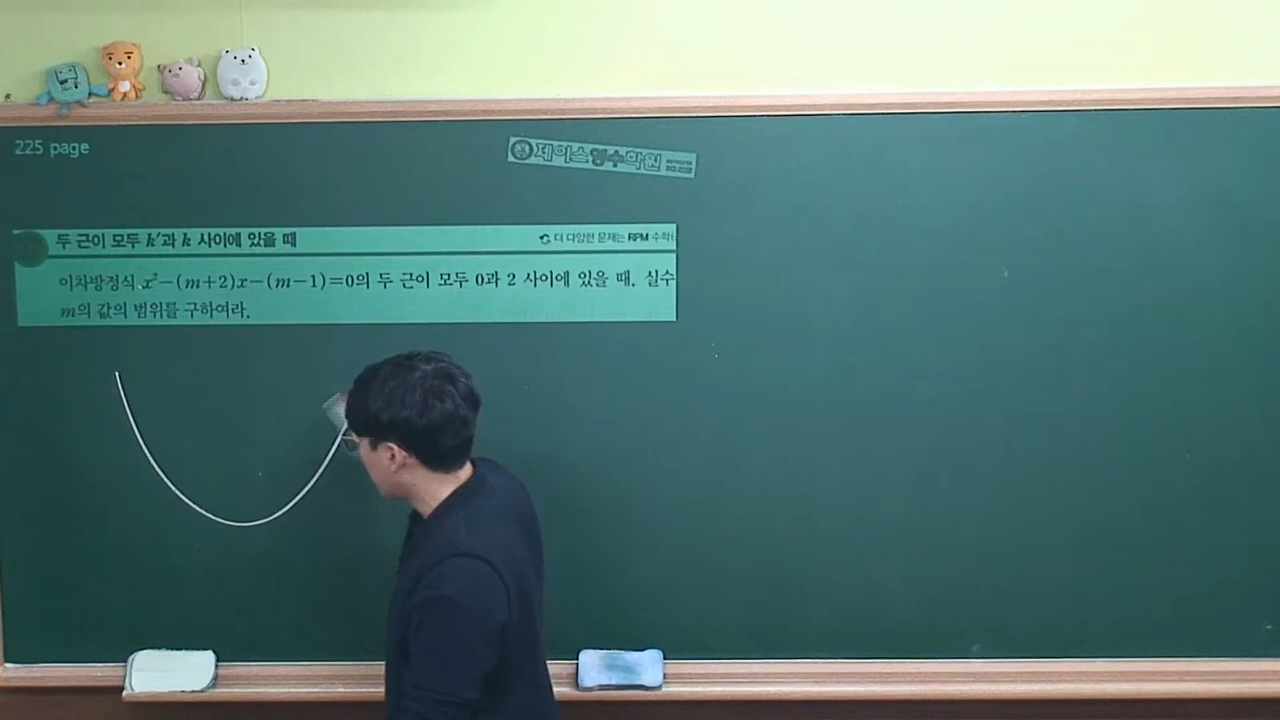 225 page
제이스영수학원
두 근이 모두 k′과 k 사이에 있을 때
더 다양한 문제는 RPM 수학(
이차방정식 x²-(m+2)x-(m-1)=0의 두 근이 모두 0과 2 사이에 있을 때, 실수
m의 값의 범위를 구하여라.